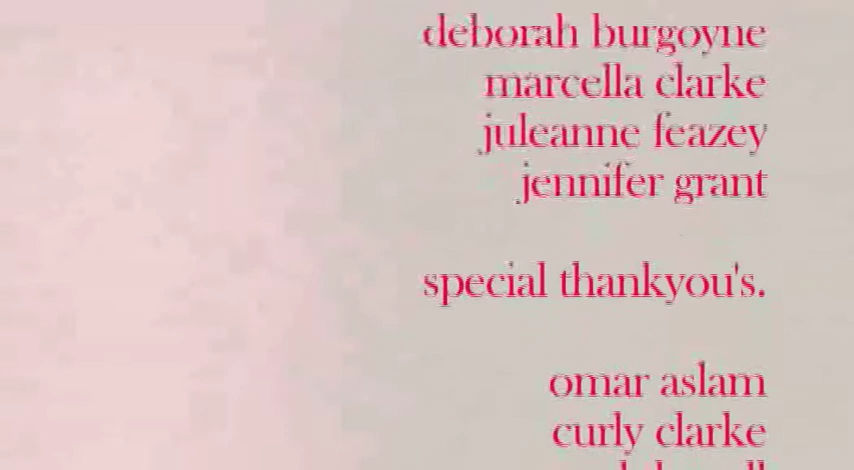 deborah burgoyne
marcella clarke
juleanne feazey
jennifer grant
special thankyou's.
omar aslam
curly clarke